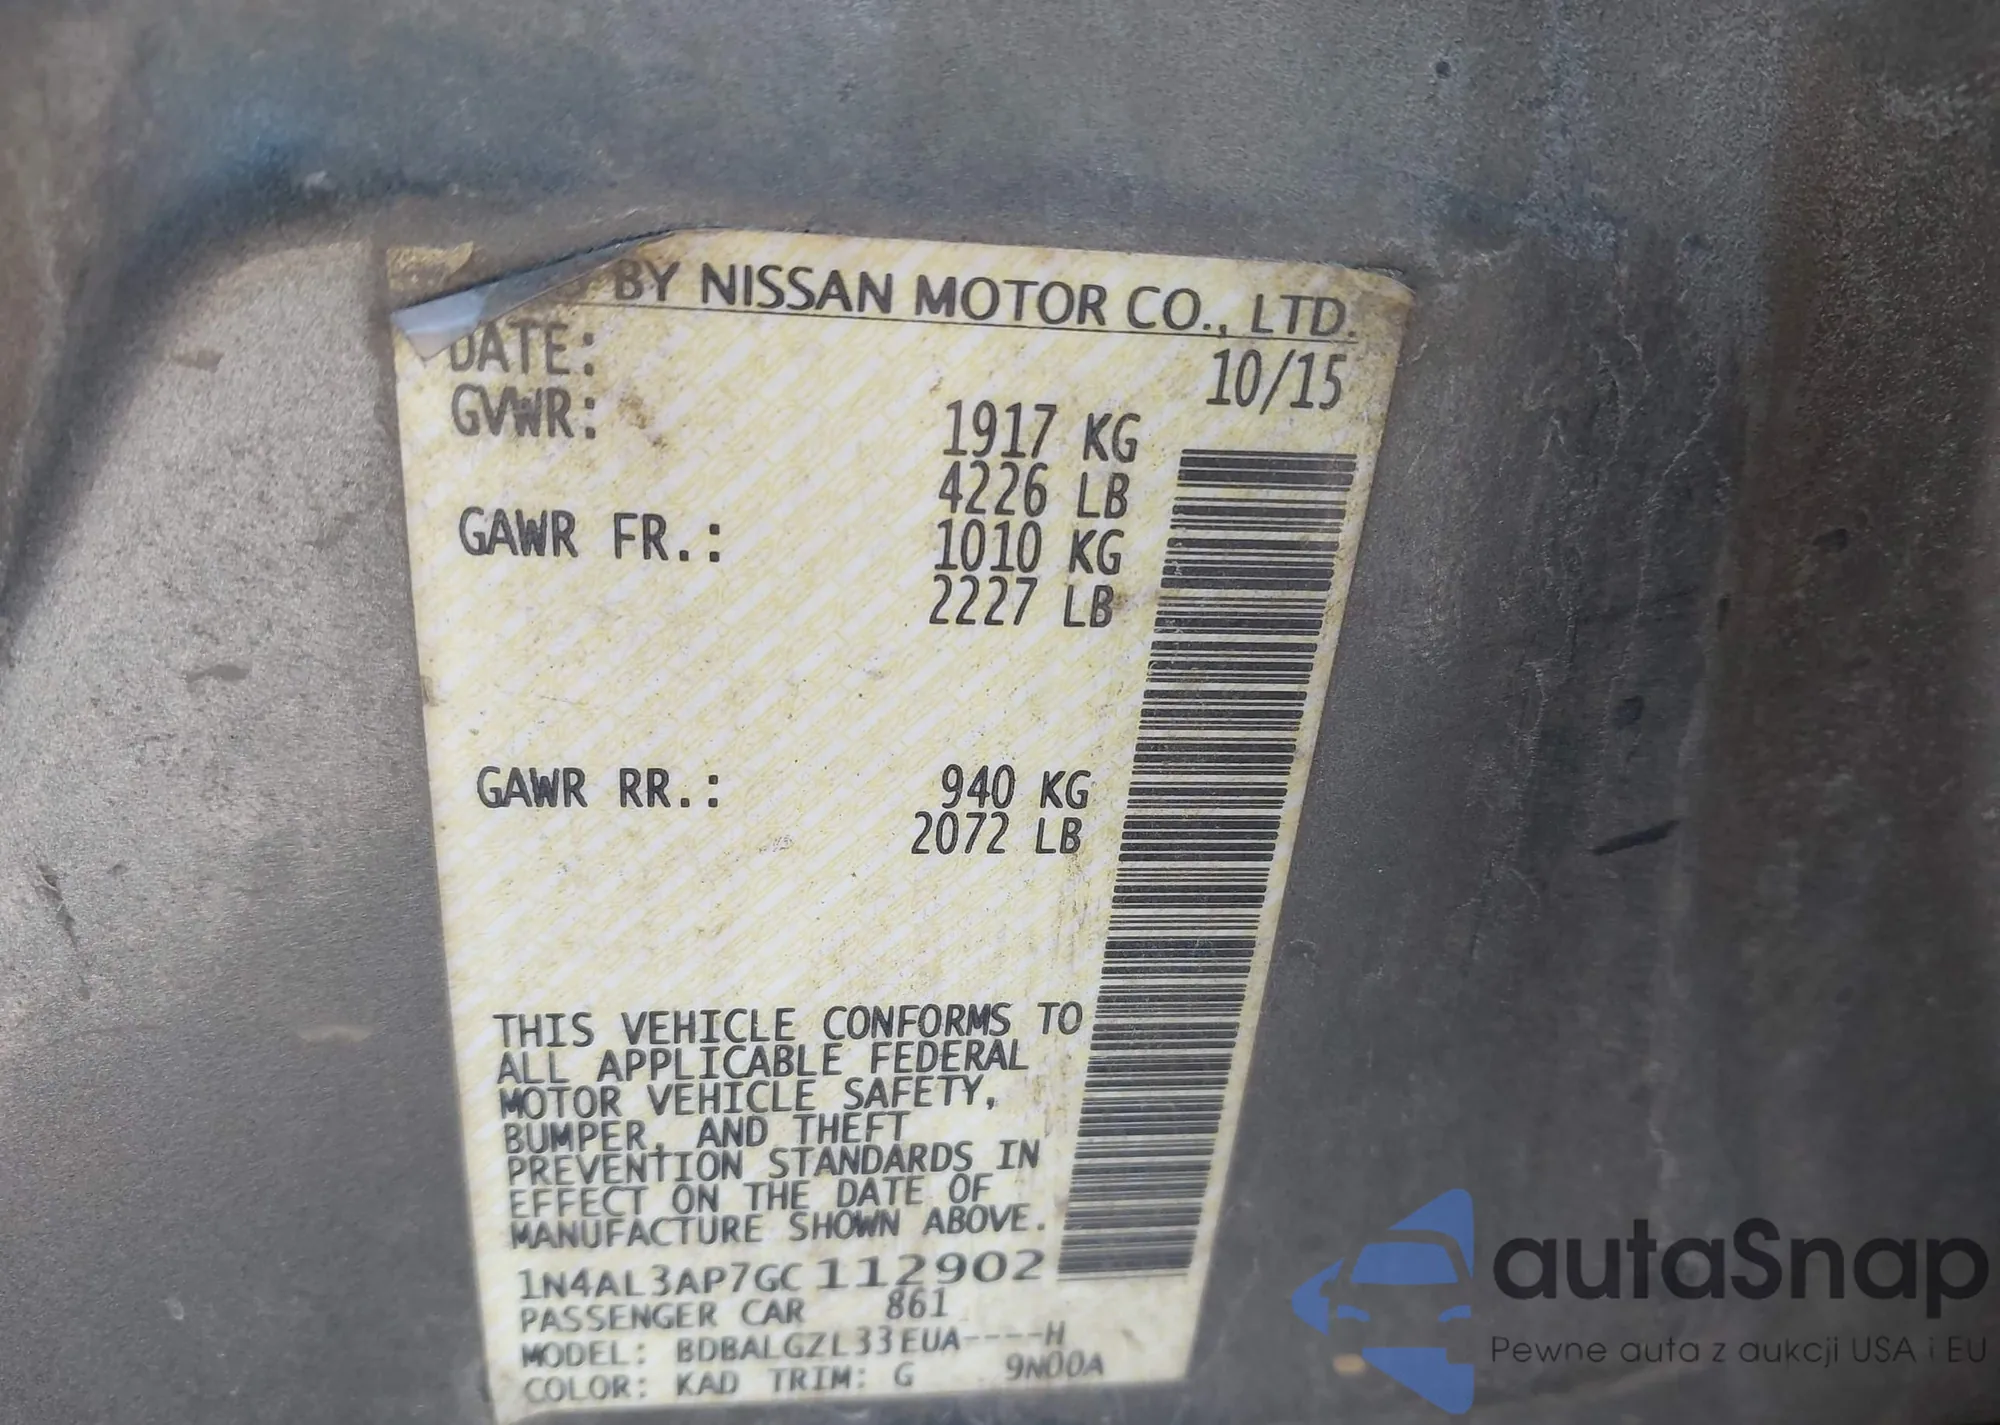 BY NISSAN MOTOR CO., LTD.
DATE: 10/15
GVWR: 1917 KG
4226 LB
GAWR FR.: 1010 KG
2227 LB
GAWR RR.: 940 KG
2072 LB
THIS VEHICLE CONFORMS TO
ALL APPLICABLE FEDERAL
MOTOR VEHICLE SAFETY,
BUMPER, AND THEFT
PREVENTION STANDARDS IN
EFFECT ON THE DATE OF
MANUFACTURE SHOWN ABOVE.
1N4AL3AP7GC112902
PASSENGER CAR 861
MODEL: BDBALGZL33EUA----H
COLOR: KAD TRIM: G 9N00A
autaSnap
Pewne auta z aukcji USA i EU